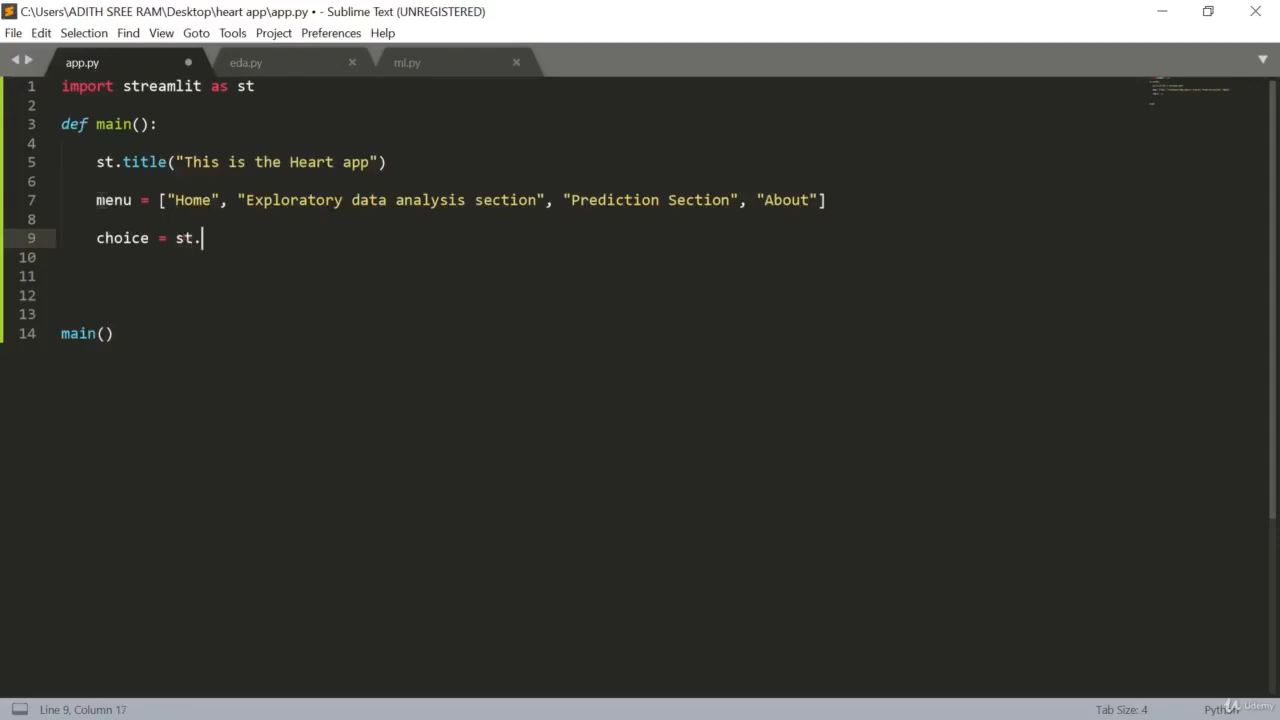 C:\Users\ADITH SREE RAM\Desktop\heart app\app.py • - Sublime Text (UNREGISTERED)
File Edit Selection Find View Goto Tools Project Preferences Help
app.py eda.py ml.py
1 import streamlit as st
2
3 def main():
4
5 st.title("This is the Heart app")
6
7 menu = ["Home", "Exploratory data analysis section", "Prediction Section", "About"]
8
9 choice = st.
10
11
12
13
14 main()
Line 9, Column 17 Tab Size: 4 Python
Udemy